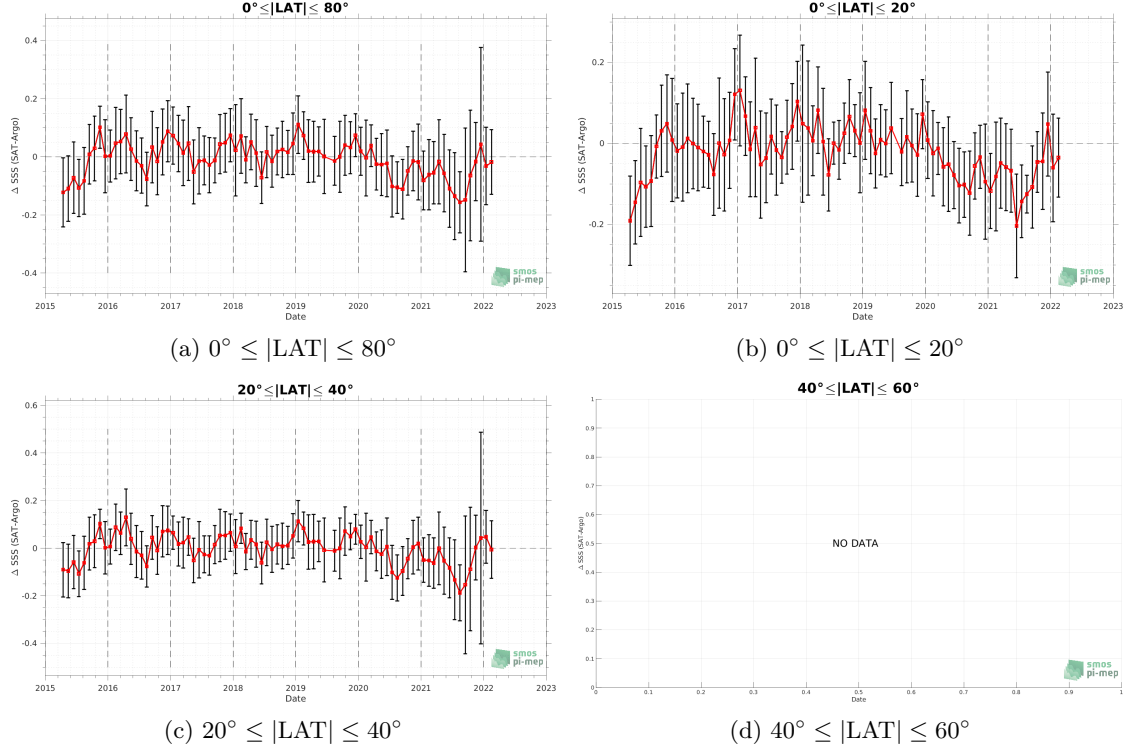 0°≤|LAT|≤ 80°
Δ SSS (SAT-Argo)
0.4
0.2
0
-0.2
-0.4
2015 2016 2017 2018 2019 2020 2021 2022 2023
Date
smos
pi-mep
(a) 0° ≤ |LAT| ≤ 80°
0°≤|LAT|≤ 20°
Δ SSS (SAT-Argo)
0.2
0
-0.2
2015 2016 2017 2018 2019 2020 2021 2022 2023
Date
smos
pi-mep
(b) 0° ≤ |LAT| ≤ 20°
20°≤|LAT|≤ 40°
Δ SSS (SAT-Argo)
0.6
0.4
0.2
0
-0.2
-0.4
2015 2016 2017 2018 2019 2020 2021 2022 2023
Date
smos
pi-mep
(c) 20° ≤ |LAT| ≤ 40°
40°≤|LAT|≤ 60°
Δ SSS (SAT-Argo)
1
0.9
0.8
0.7
0.6
0.5
0.4
0.3
0.2
0.1
0
NO DATA
0 0.1 0.2 0.3 0.4 0.5 0.6 0.7 0.8 0.9 1
Date
smos
pi-mep
(d) 40° ≤ |LAT| ≤ 60°